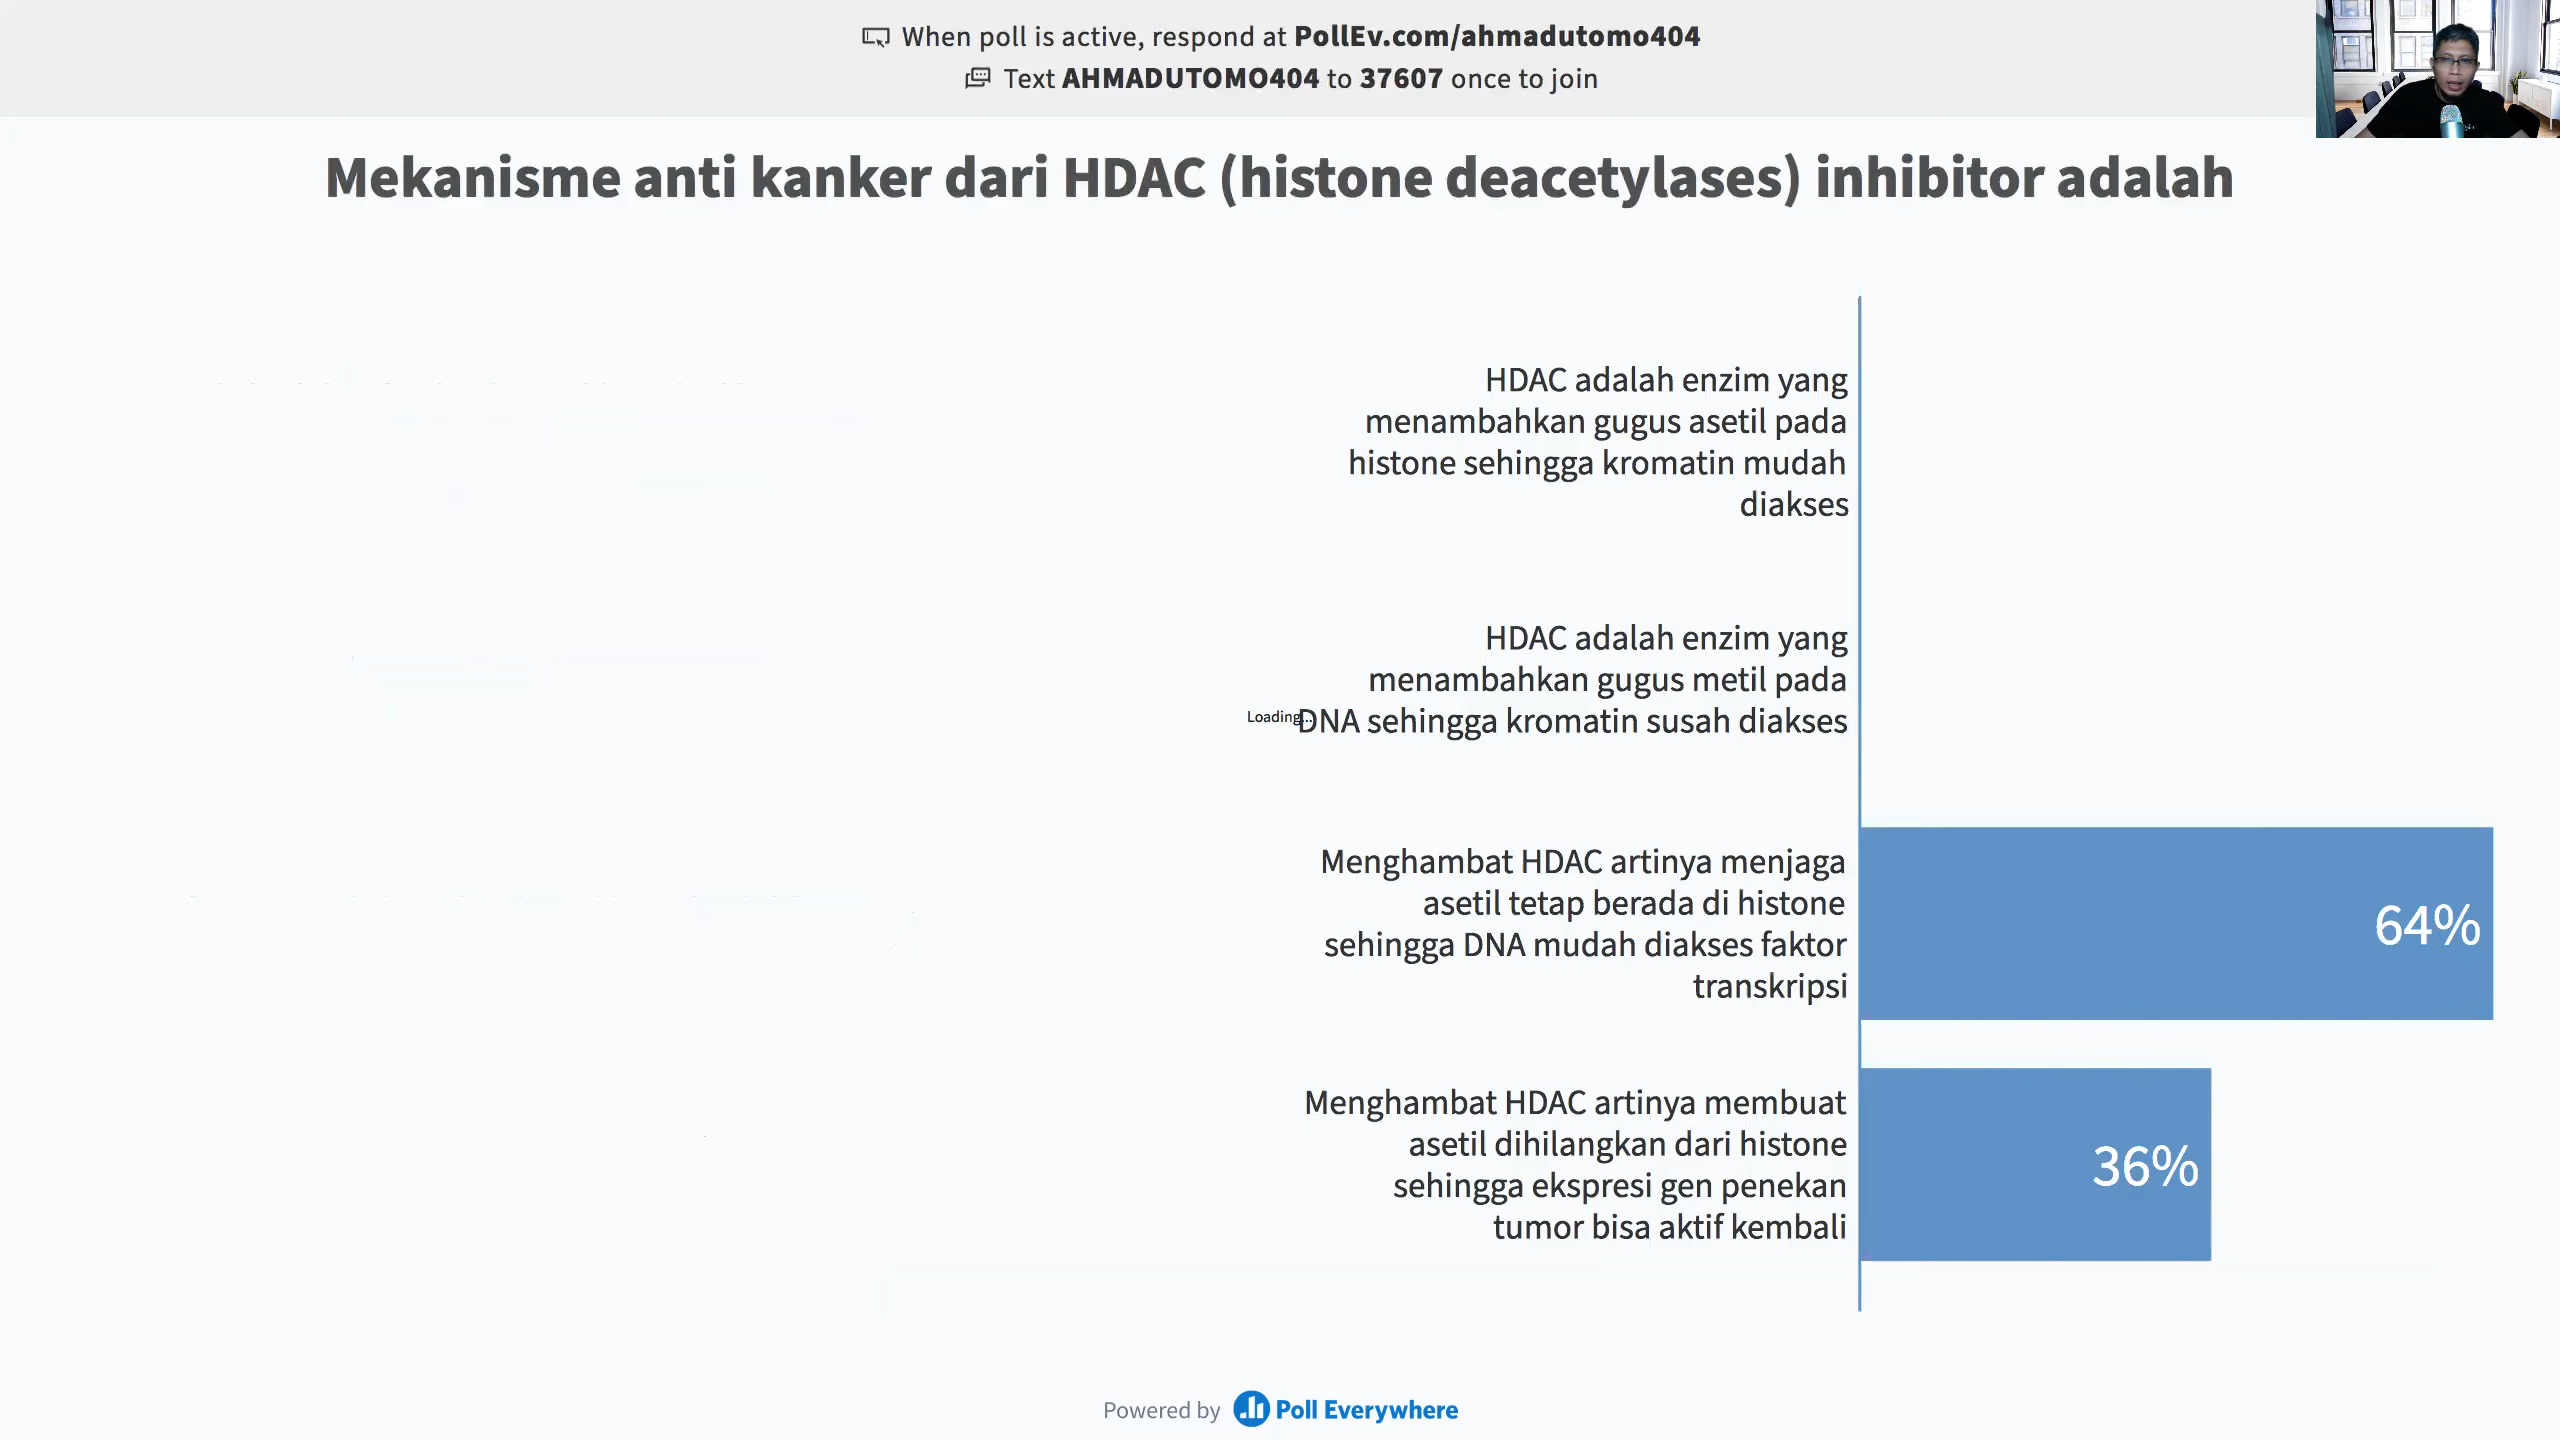 When poll is active, respond at PollEv.com/ahmadutomo404
Text AHMADUTOMO404 to 37607 once to join
Mekanisme anti kanker dari HDAC (histone deacetylases) inhibitor adalah
HDAC adalah enzim yang
menambahkan gugus asetil pada
histone sehingga kromatin mudah
diakses
HDAC adalah enzim yang
menambahkan gugus metil pada
Loading...
DNA sehingga kromatin susah diakses
Menghambat HDAC artinya menjaga
asetil tetap berada di histone
sehingga DNA mudah diakses faktor
transkripsi
64%
Menghambat HDAC artinya membuat
asetil dihilangkan dari histone
sehingga ekspresi gen penekan
tumor bisa aktif kembali
36%
Powered by Poll Everywhere